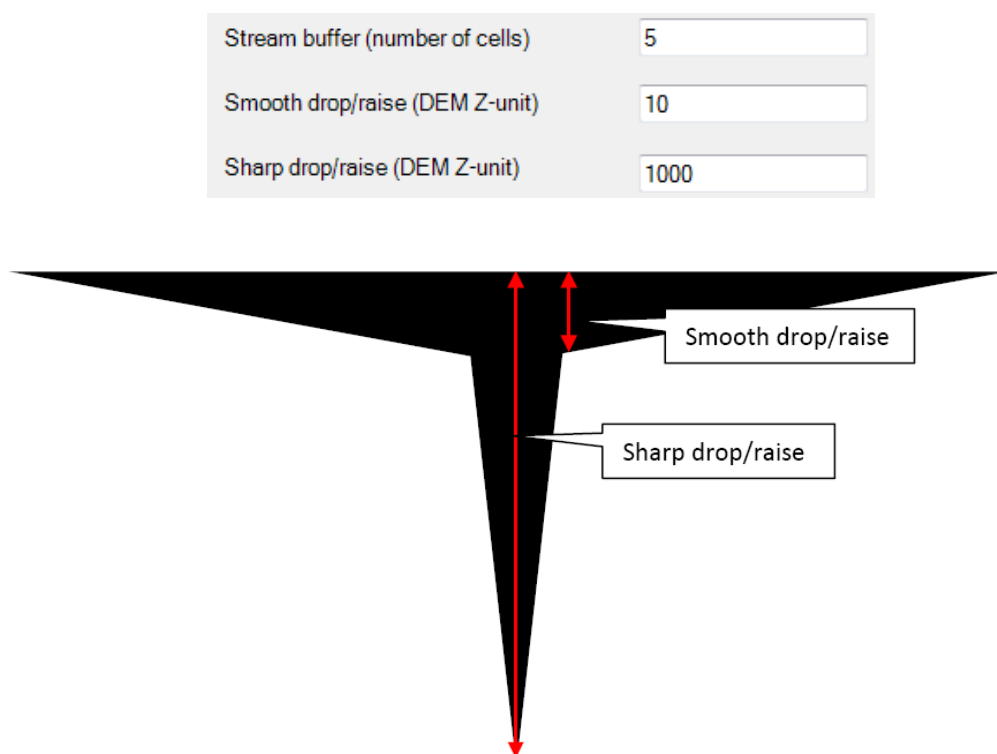 Stream buffer (number of cells) 5
Smooth drop/raise (DEM Z-unit) 10
Sharp drop/raise (DEM Z-unit) 1000
Smooth drop/raise
Sharp drop/raise